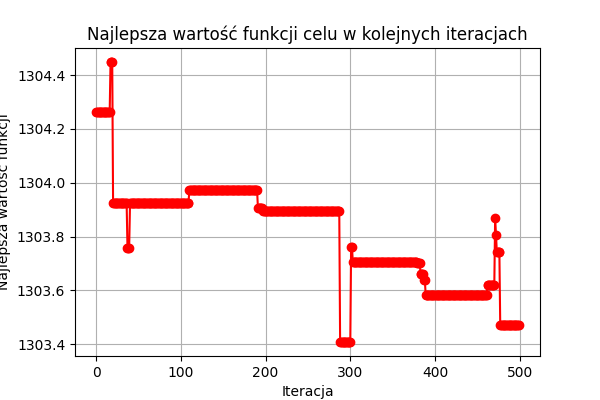 Najlepsza wartość funkcji celu w kolejnych iteracjach
Najlepsza wartość funkcji
1304.4
1304.2
1304.0
1303.8
1303.6
1303.4
0 100 200 300 400 500
Iteracja